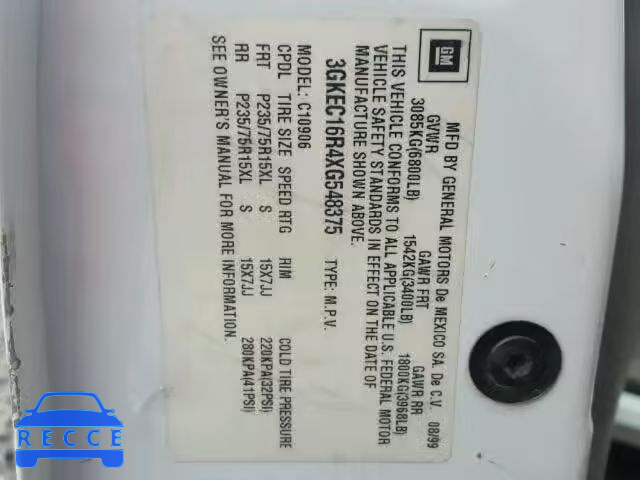 GM
MFD BY GENERAL MOTORS De MEXICO SA. De C.V. 08/99
GVWR GAWR FRT GAWR RR
3085KG(6800LB) 1542KG(3400LB) 1800KG(3968LB)
THIS VEHICLE CONFORMS TO ALL APPLICABLE U.S. FEDERAL MOTOR
VEHICLE SAFETY STANDARDS IN EFFECT ON THE DATE OF
MANUFACTURE SHOWN ABOVE.
3GKEC16R4XG548375 TYPE: M.P.V.
MODEL: C10906
CPDL TIRE SIZE SPEED RTG RIM COLD TIRE PRESSURE
FRT P235/75R15XL S 15X7JJ 220KPA(32PSI)
RR P235/75R15XL S 15X7JJ 280KPA(41PSI)
SEE OWNER'S MANUAL FOR MORE INFORMATION.
RECCE